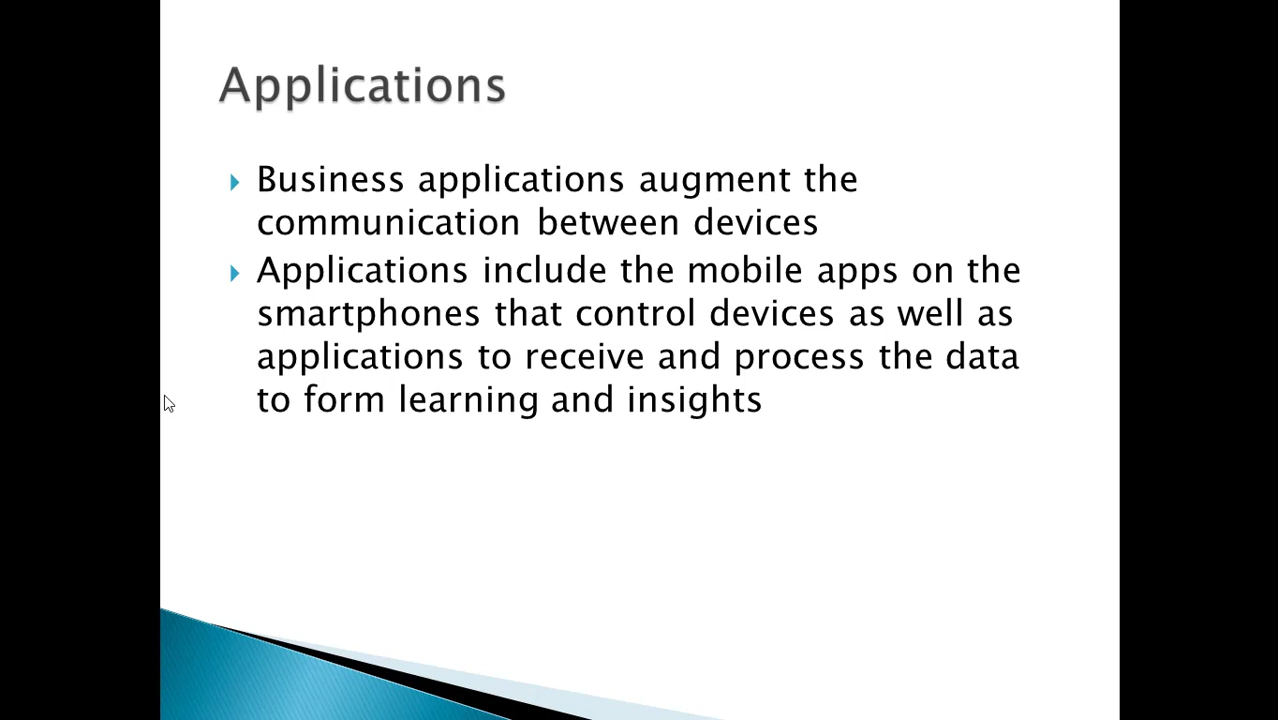 Applications
Business applications augment the
communication between devices
Applications include the mobile apps on the
smartphones that control devices as well as
applications to receive and process the data
to form learning and insights